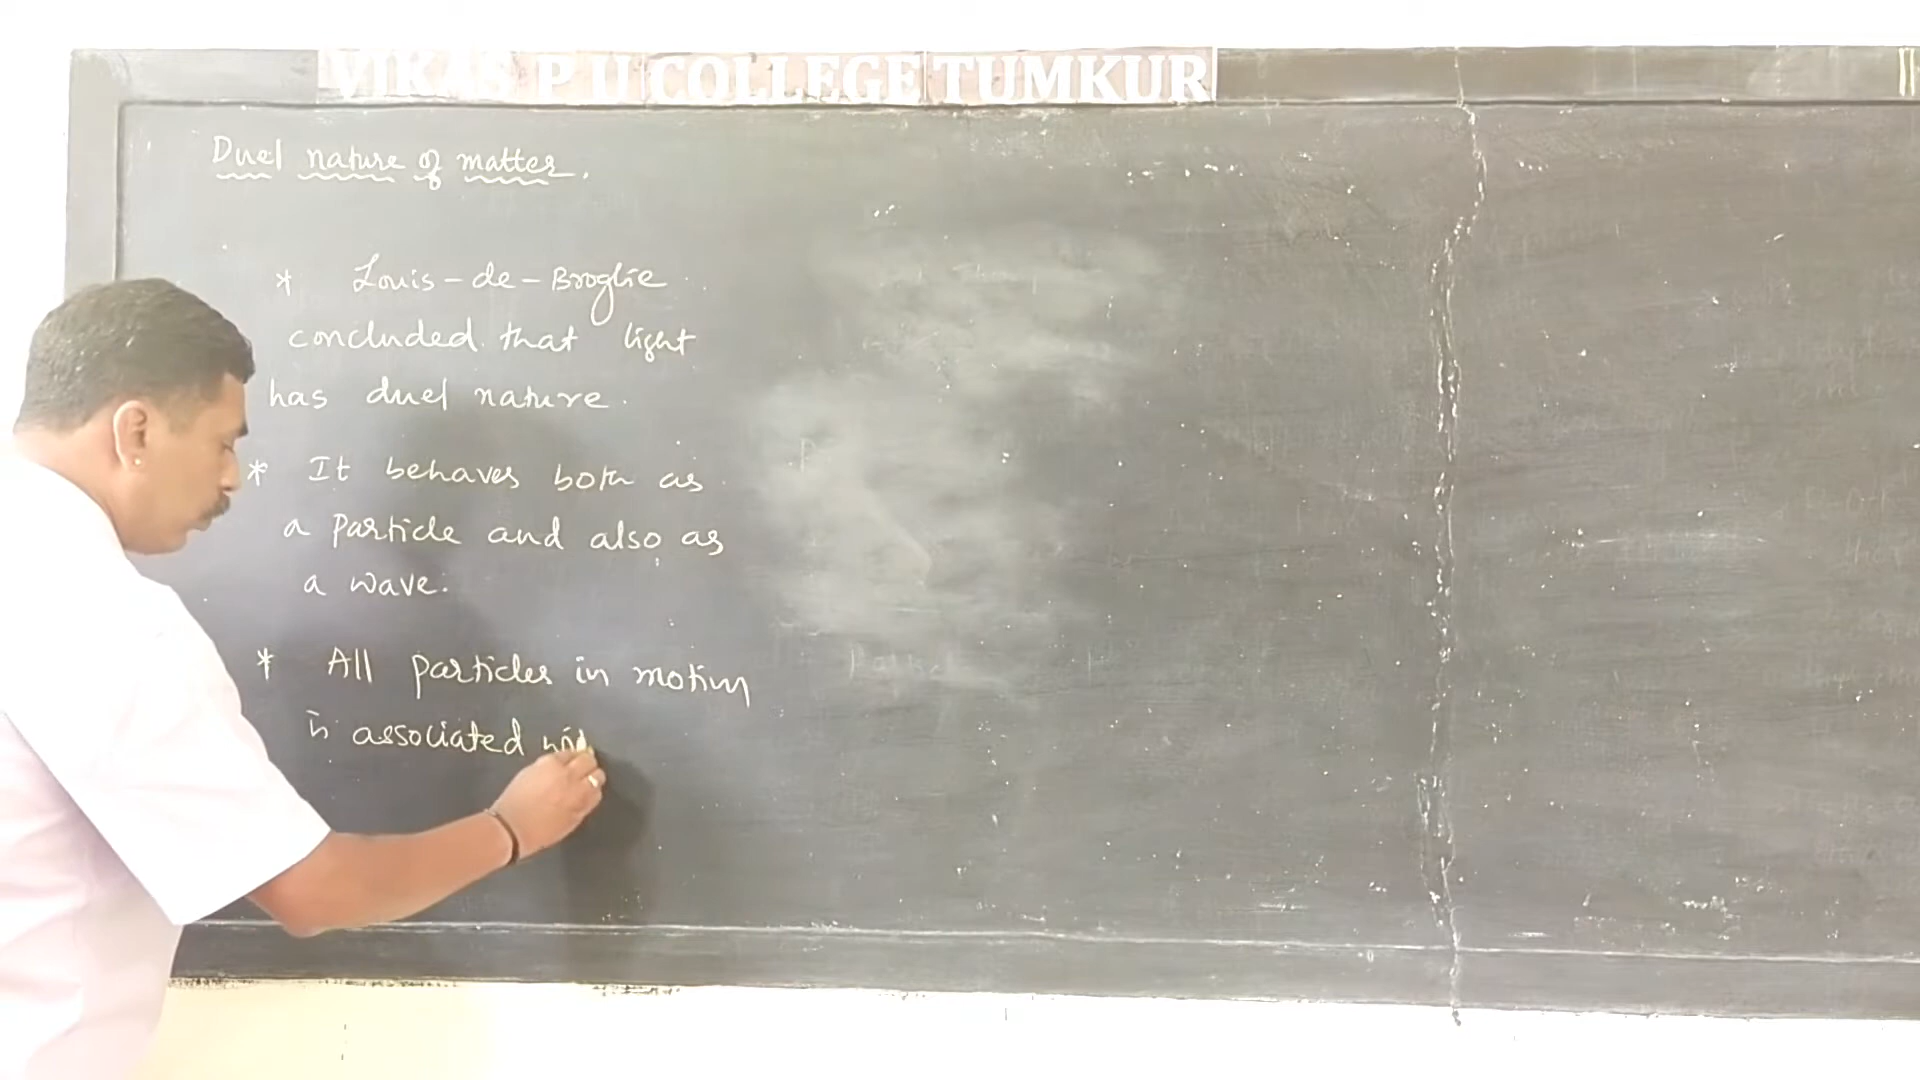 VIKAS P U COLLEGE TUMKUR
Duel nature of matter.
* Louis-de-Broglie
concluded that light
has duel nature.
* It behaves both as
a particle and also as
a wave.
* All particles in motion
is associated